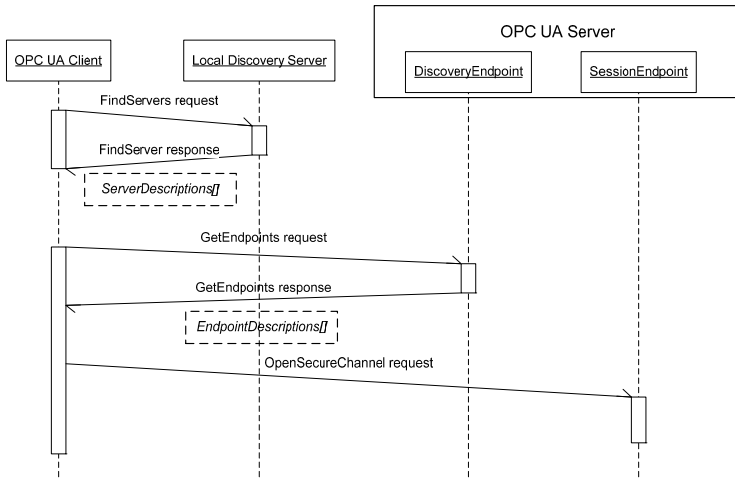 OPC UA Server
OPC UA Client
Local Discovery Server
DiscoveryEndpoint
SessionEndpoint
FindServers request
FindServer response
ServerDescriptions[]
GetEndpoints request
GetEndpoints response
EndpointDescriptions[]
OpenSecureChannel request